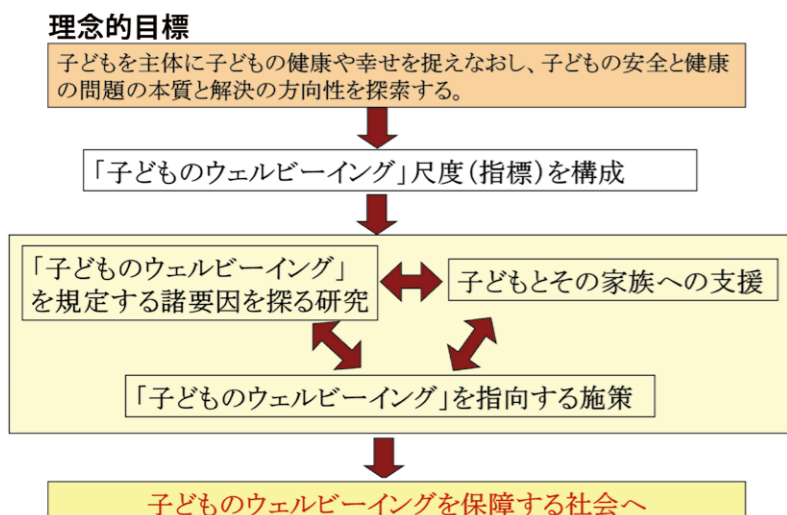 理念的目標
子どもを主体に子どもの健康や幸せを捉えなおし、子どもの安全と健康
の問題の本質と解決の方向性を探索する。
「子どものウェルビーイング」尺度(指標)を構成
「子どものウェルビーイング」
を規定する諸要因を探る研究
子どもとその家族への支援
「子どものウェルビーイング」を指向する施策
子どものウェルビーイングを保障する社会へ